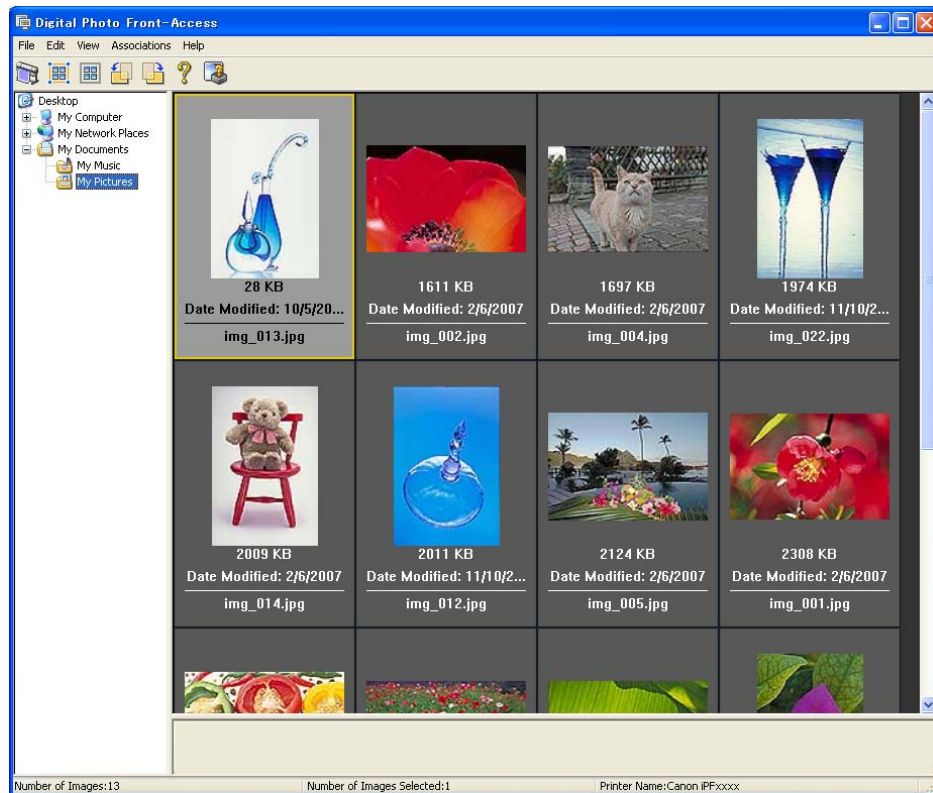 Digital Photo Front-Access
File Edit View Associations Help
Desktop
My Computer
My Network Places
My Documents
My Music
My Pictures
28 KB
Date Modified: 10/5/20...
img_013.jpg
1611 KB
Date Modified: 2/6/2007
img_002.jpg
1697 KB
Date Modified: 2/6/2007
img_004.jpg
1974 KB
Date Modified: 11/10/2...
img_022.jpg
2009 KB
Date Modified: 2/6/2007
img_014.jpg
2011 KB
Date Modified: 11/10/2...
img_012.jpg
2124 KB
Date Modified: 2/6/2007
img_005.jpg
2308 KB
Date Modified: 2/6/2007
img_001.jpg
Number of Images:13
Number of Images Selected:1
Printer Name:Canon iPFxxxx